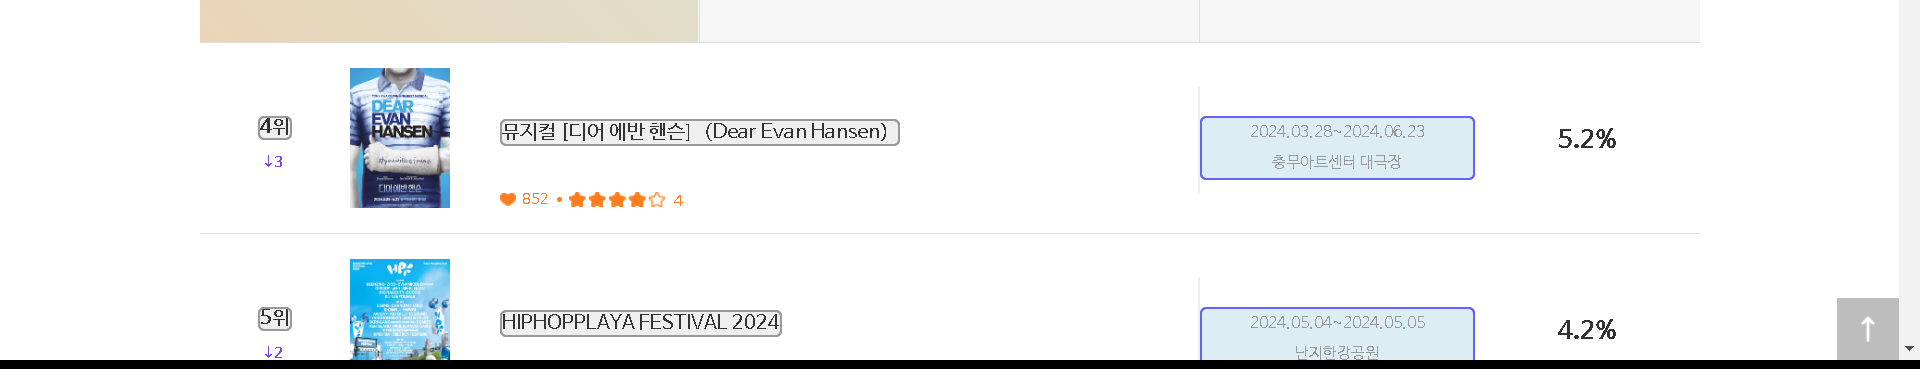 4위
↓3
DEAR
EVAN
HANSEN
디어 에반 핸슨
뮤지컬 [디어 에반 핸슨] (Dear Evan Hansen)
852 • 4
2024.03.28~2024.06.23
충무아트센터 대극장
5.2%
5위
↓2
HIPHOPPLAYA FESTIVAL 2024
2024.05.04~2024.05.05
난지한강공원
4.2%